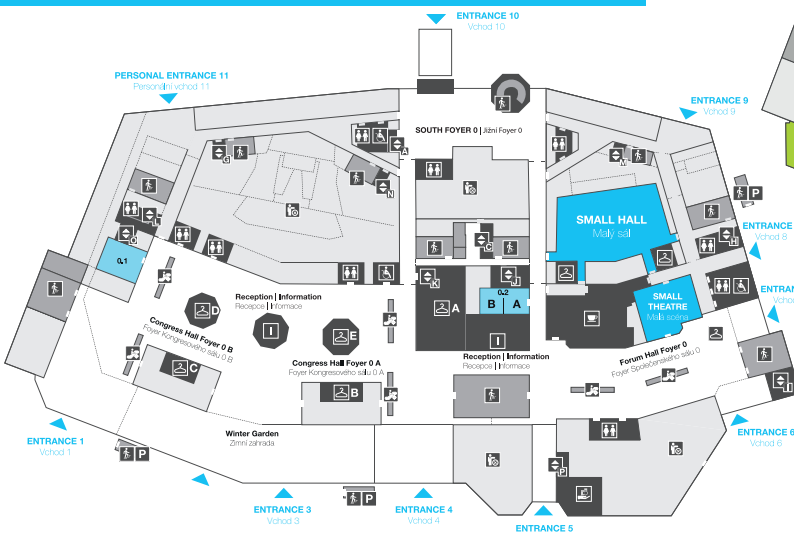 ENTRANCE 10
Vchod 10
PERSONAL ENTRANCE 11
Personální vchod 11
ENTRANCE 9
Vchod 9
SOUTH FOYER 0 | Jižní Foyer 0
A
G
M
N
P
SMALL HALL
Malý sál
L
O
C
H
ENTRANCE
Vchod 8
0.1
K
J
0.2
B A
A
SMALL
THEATRE
Malá scéna
Reception | Information
Recepce | Informace
D
I
E
Congress Hall Foyer 0 B
Foyer Kongresového sálu 0 B
I
Reception | Information
Recepce | Informace
Forum Hall Foyer 0
Foyer Společenského sálu 0
Congress Hall Foyer 0 A
Foyer Kongresového sálu 0 A
C
B
Winter Garden
Zimní zahrada
ENTRANCE 1
Vchod 1
P
ENTRANCE 6
Vchod 6
P
P
ENTRANCE 3
Vchod 3
ENTRANCE 4
Vchod 4
ENTRANCE 5